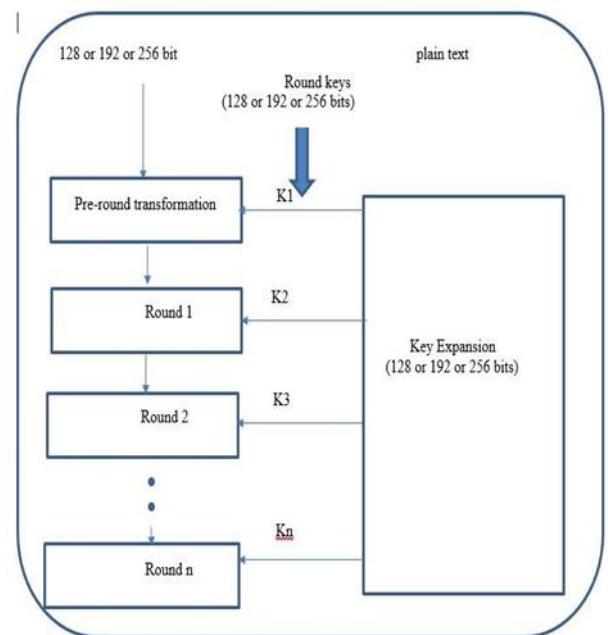 128 or 192 or 256 bit
plain text
Round keys
(128 or 192 or 256 bits)
Pre-round transformation
K1
Round 1
K2
Key Expansion
(128 or 192 or 256 bits)
Round 2
K3
Round n
Kn